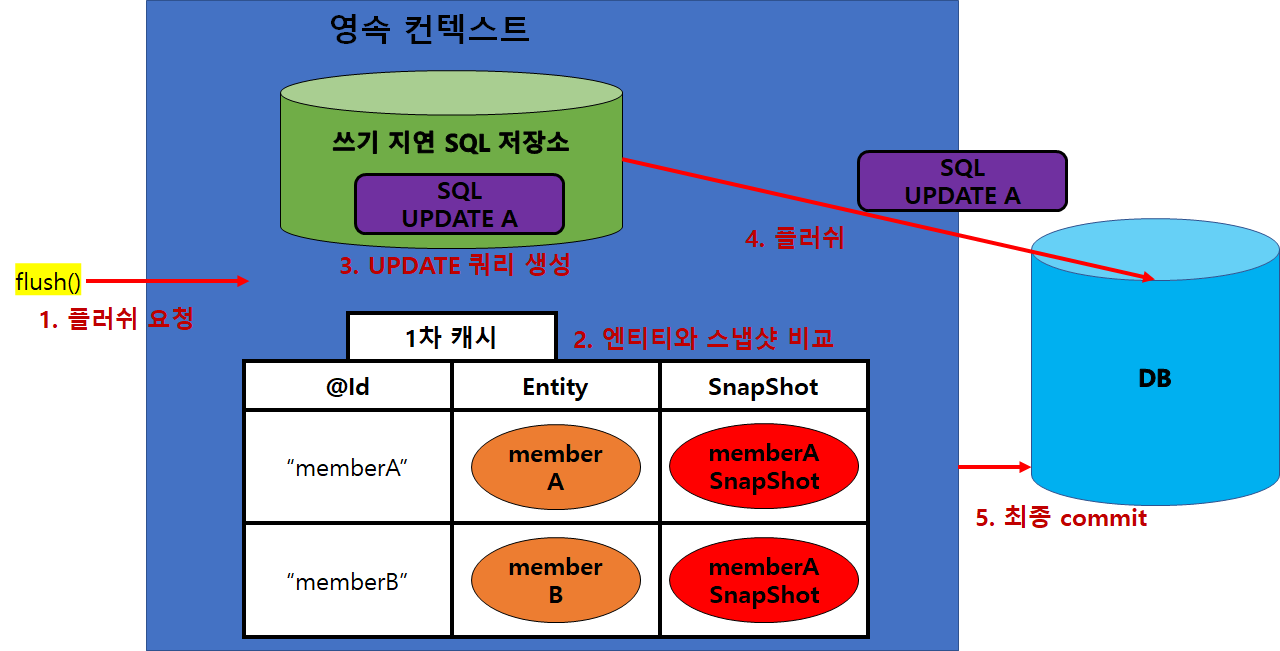 영속 컨텍스트
쓰기 지연 SQL 저장소
SQL
UPDATE A
3. UPDATE 쿼리 생성
SQL
UPDATE A
4. 플러쉬
flush()
1. 플러쉬 요청
1차 캐시
2. 엔티티와 스냅샷 비교
@Id
Entity
SnapShot
“memberA”
member
A
memberA
SnapShot
“memberB”
member
B
memberA
SnapShot
DB
5. 최종 commit